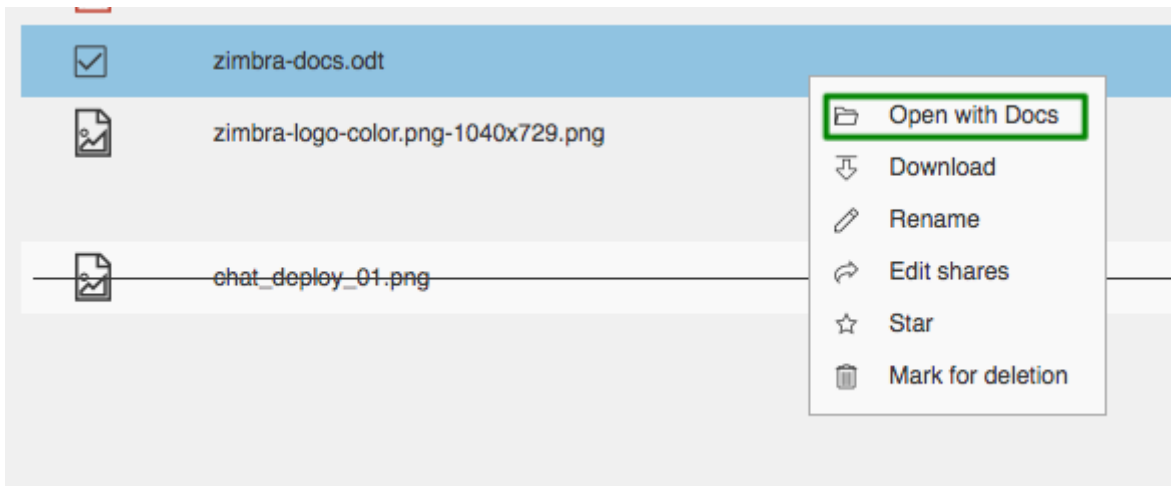 zimbra-docs.odt
zimbra-logo-color.png-1040x729.png
chat_deploy_01.png
Open with Docs
Download
Rename
Edit shares
Star
Mark for deletion